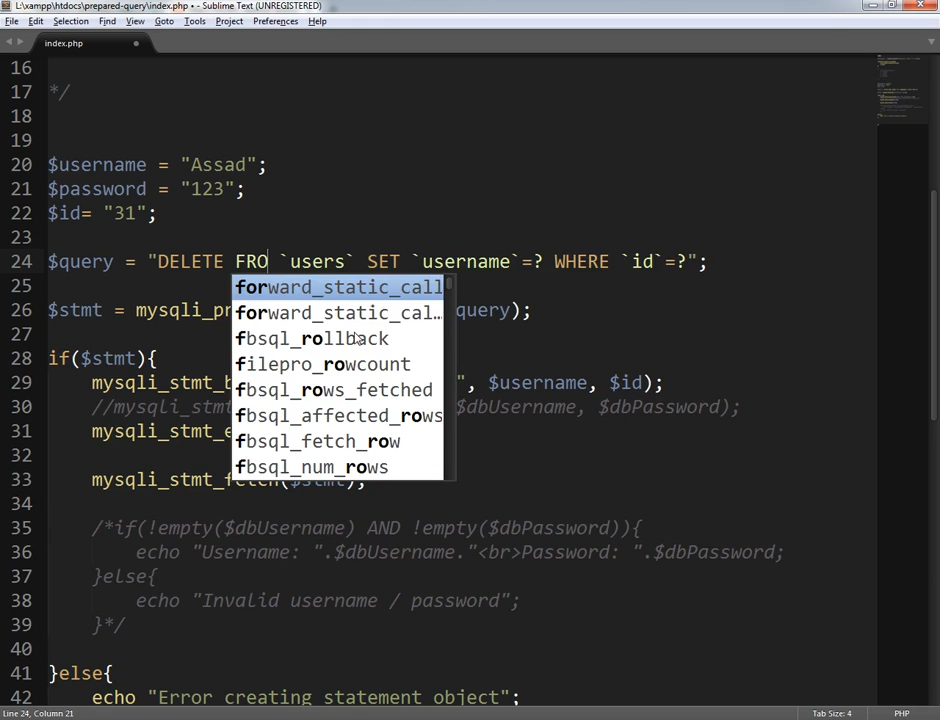 L:\xampp\htdocs\prepared-query\index.php • - Sublime Text (UNREGISTERED)
File Edit Selection Find View Goto Tools Project Preferences Help
index.php
16
17 */
18
19
20 $username = "Assad";
21 $password = "123";
22 $id= "31";
23
24 $query = "DELETE FRO `users` SET `username`=? WHERE `id`=?";
25 forward_static_call
26 $stmt = mysqli_pr forward_static_cal… query);
27 fbsql_rollback
28 if($stmt){ filepro_rowcount
29 mysqli_stmt_b fbsql_rows_fetched ", $username, $id);
30 //mysqli_stmt fbsql_affected_rows $dbUsername, $dbPassword);
31 mysqli_stmt_e fbsql_fetch_row
32 fbsql_num_rows
33 mysqli_stmt_fetch($stmt);
34
35 /*if(!empty($dbUsername) AND !empty($dbPassword)){
36 echo "Username: ".$dbUsername."<br>Password: ".$dbPassword;
37 }else{
38 echo "Invalid username / password";
39 }*/
40
41 }else{
42 echo "Error creating statement object";
Line 24, Column 21 Tab Size: 4 PHP